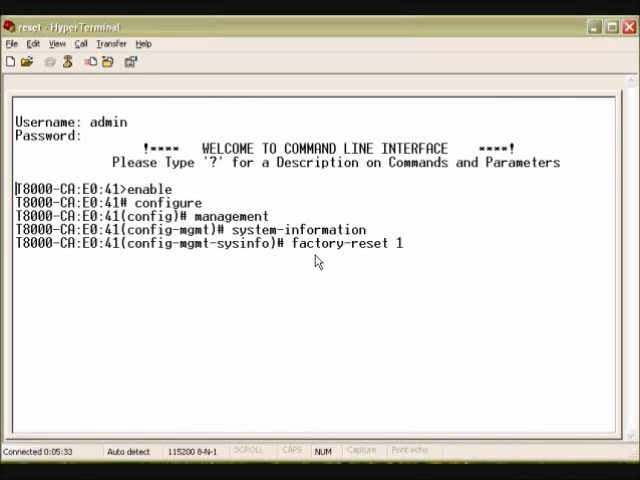 reset - HyperTerminal
File Edit View Call Transfer Help
Username: admin
Password:
!**** WELCOME TO COMMAND LINE INTERFACE ****!
Please Type '?' for a Description on Commands and Parameters
T8000-CA:E0:41>enable
T8000-CA:E0:41# configure
T8000-CA:E0:41(config)# management
T8000-CA:E0:41(config-mgmt)# system-information
T8000-CA:E0:41(config-mgmt-sysinfo)# factory-reset 1
Connected 0:05:33 Auto detect 115200 8-N-1 SCROLL CAPS NUM Capture Print echo